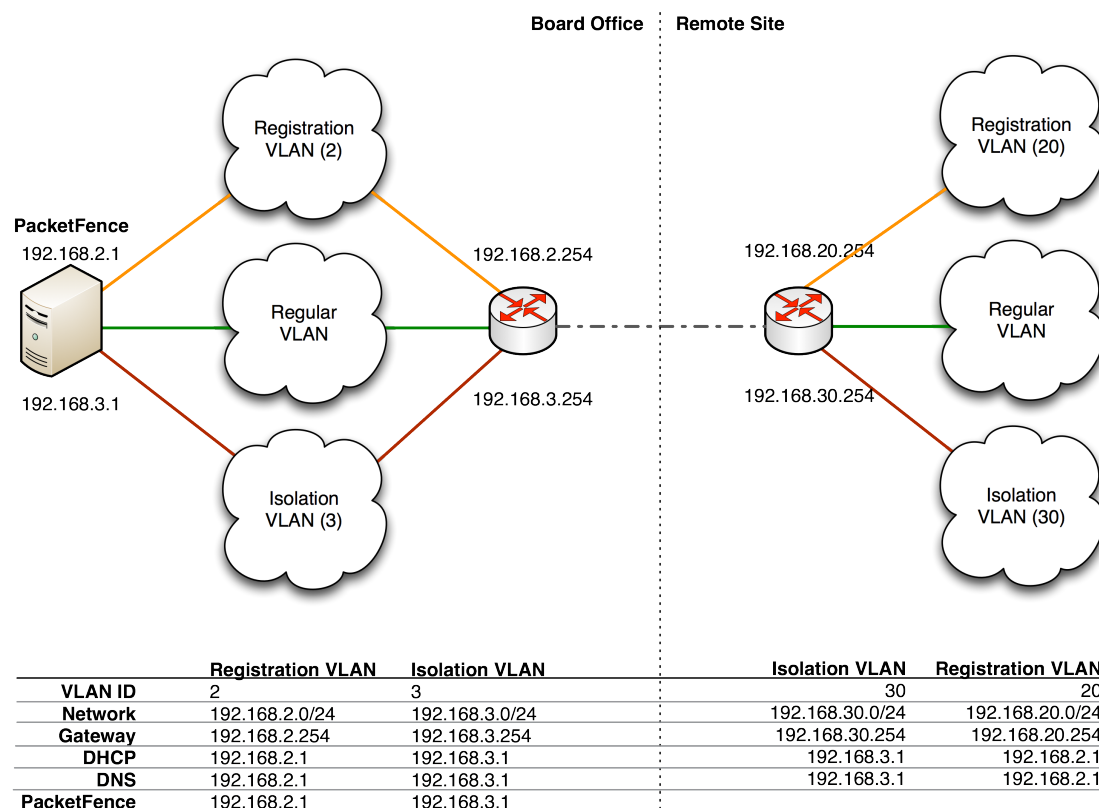 Board Office
Remote Site
Registration
VLAN (2)
Registration
VLAN (20)
PacketFence
192.168.2.1
192.168.2.254
192.168.20.254
Regular
VLAN
Regular
VLAN
192.168.3.1
192.168.3.254
192.168.30.254
Isolation
VLAN (3)
Isolation
VLAN (30)
Registration VLAN Isolation VLAN Isolation VLAN Registration VLAN
VLAN ID 2 3 30 20
Network 192.168.2.0/24 192.168.3.0/24 192.168.30.0/24 192.168.20.0/24
Gateway 192.168.2.254 192.168.3.254 192.168.30.254 192.168.20.254
DHCP 192.168.2.1 192.168.3.1 192.168.3.1 192.168.2.1
DNS 192.168.2.1 192.168.3.1 192.168.3.1 192.168.2.1
PacketFence 192.168.2.1 192.168.3.1